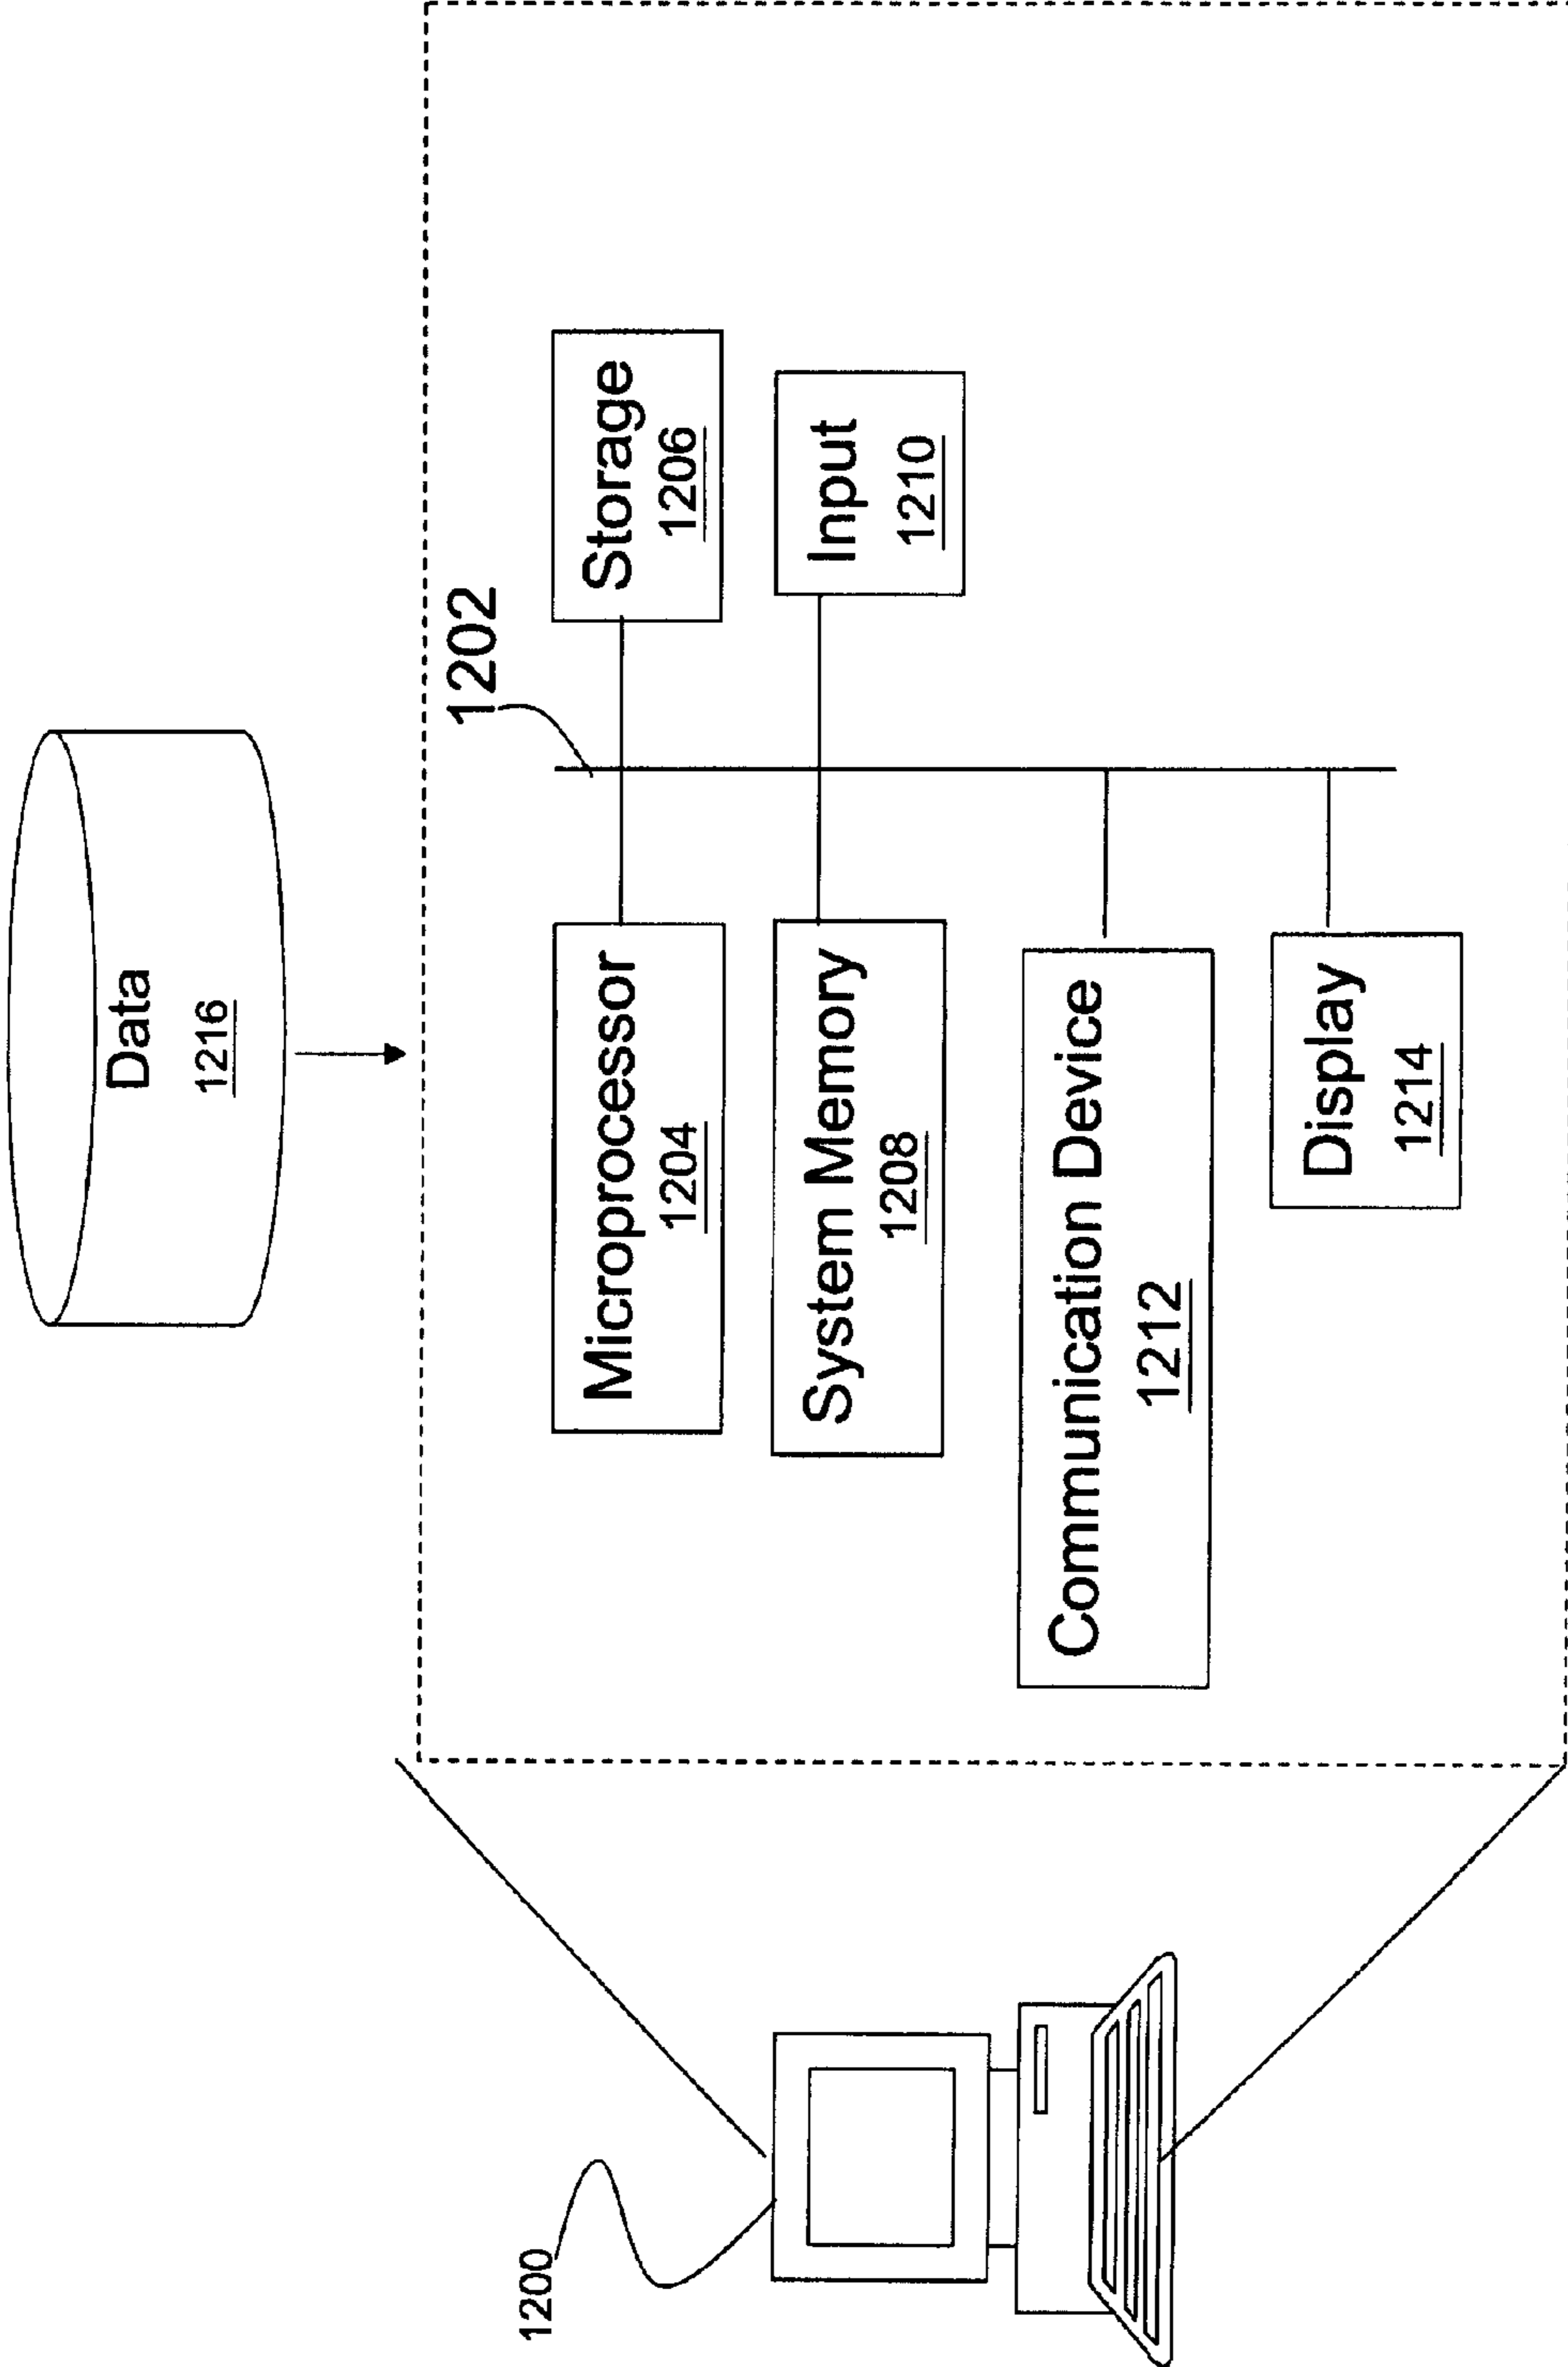 Data
1216
1202
Microprocessor
1204
Storage
1206
System Memory
1208
Input
1210
Communication Device
1212
Display
1214
1200